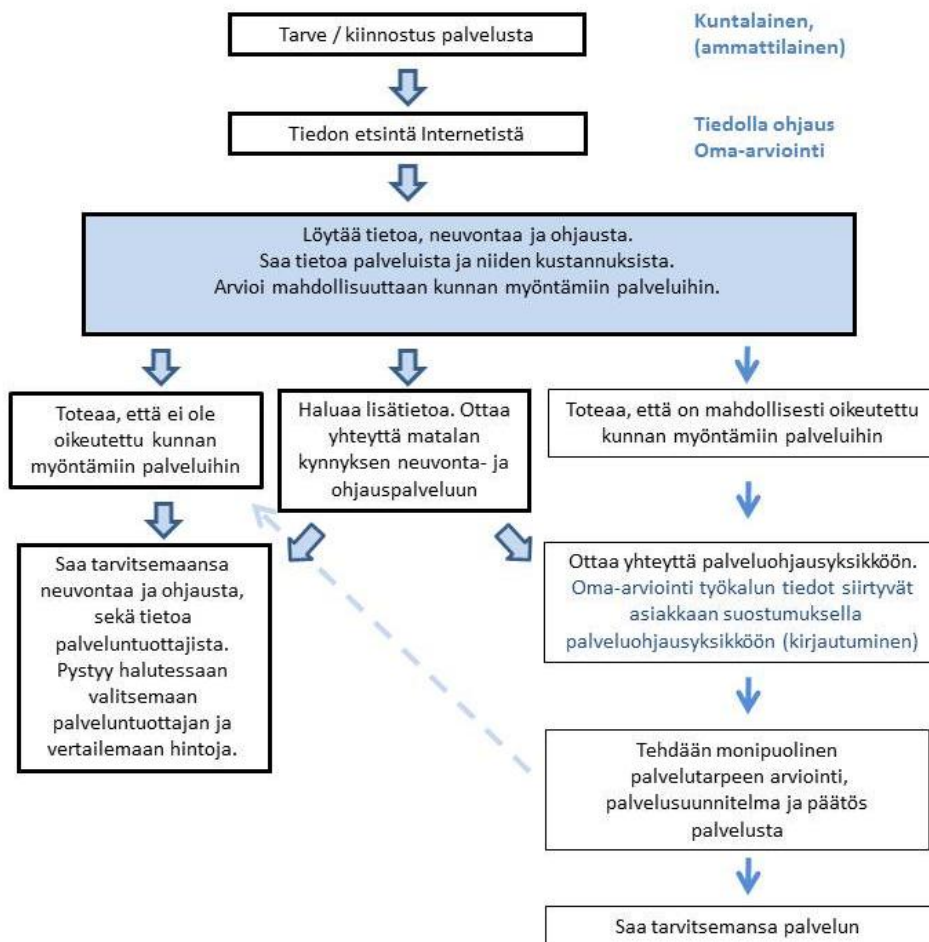 Tarve / kiinnostus palvelusta
Kuntalainen,
(ammattilainen)
Tiedon etsintä Internetistä
Tiedolla ohjaus
Oma-arviointi
Löytää tietoa, neuvontaa ja ohjausta.
Saa tietoa palveluista ja niiden kustannuksista.
Arvioi mahdollisuuttaan kunnan myöntämiin palveluihin.
Toteaa, että ei ole
oikeutettu kunnan
myöntämiin palveluihin
Haluaa lisätietoa. Ottaa
yhteyttä matalan
kynnyksen neuvonta- ja
ohjauspalveluun
Toteaa, että on mahdollisesti oikeutettu
kunnan myöntämiin palveluihin
Saa tarvitsemaansa
neuvontaa ja ohjausta,
sekä tietoa
palveluntuottajista.
Pystyy halutessaan
valitsemaan
palveluntuottajan ja
vertailemaan hintoja.
Ottaa yhteyttä palveluohjausyksikköön.
Oma-arviointi työkalun tiedot siirtyvät
asiakkaan suostumuksella
palveluohjausyksikköön (kirjautuminen)
Tehdään monipuolinen
palvelutarpeen arviointi,
palvelusuunnitelma ja päätös
palvelusta
Saa tarvitsemansa palvelun